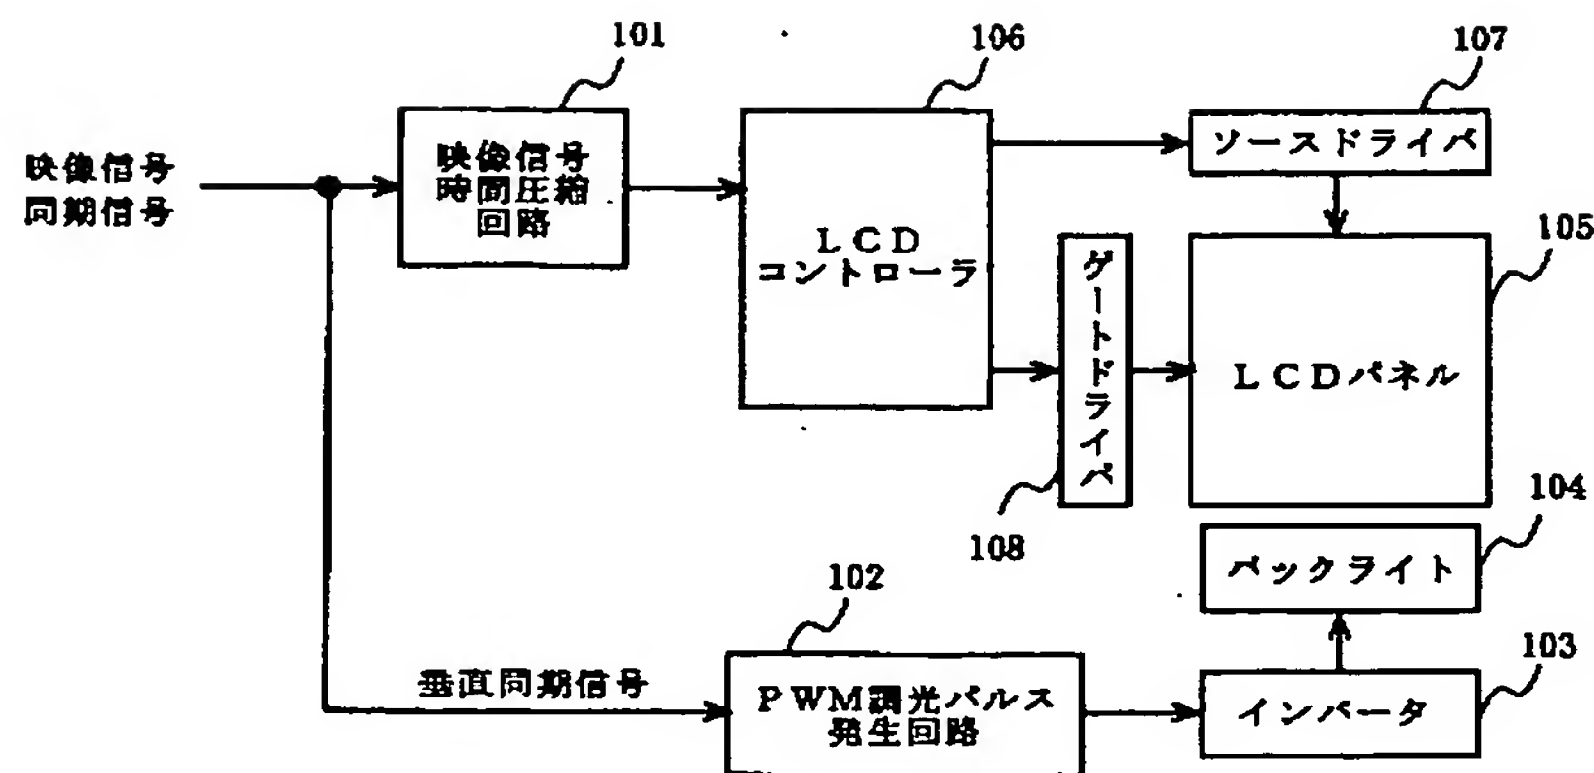 101
106
107
映像信号
同期信号
映像信号
時間圧縮
回路
LCD
コントローラ
ソースドライバ
105
ゲートドライバ
LCDパネル
108
104
バックライト
102
103
垂直同期信号
PWM調光パルス
発生回路
インバータ